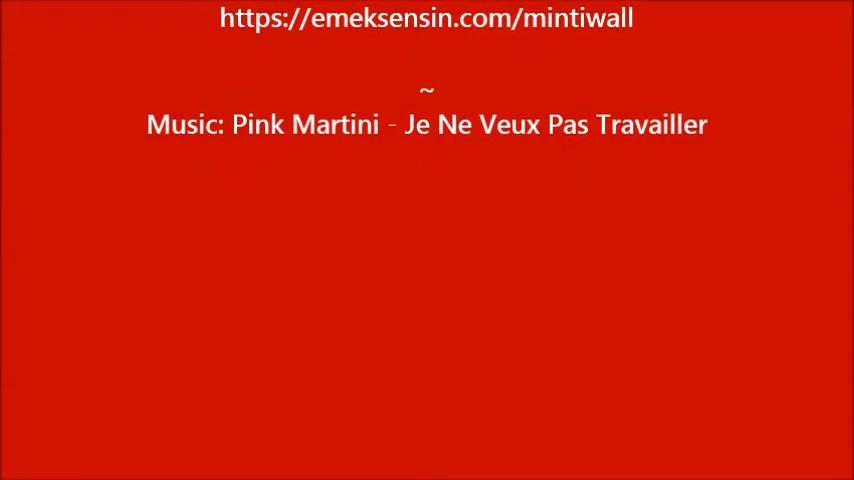 https://emeksensin.com/mintiwall
~
Music: Pink Martini - Je Ne Veux Pas Travailler